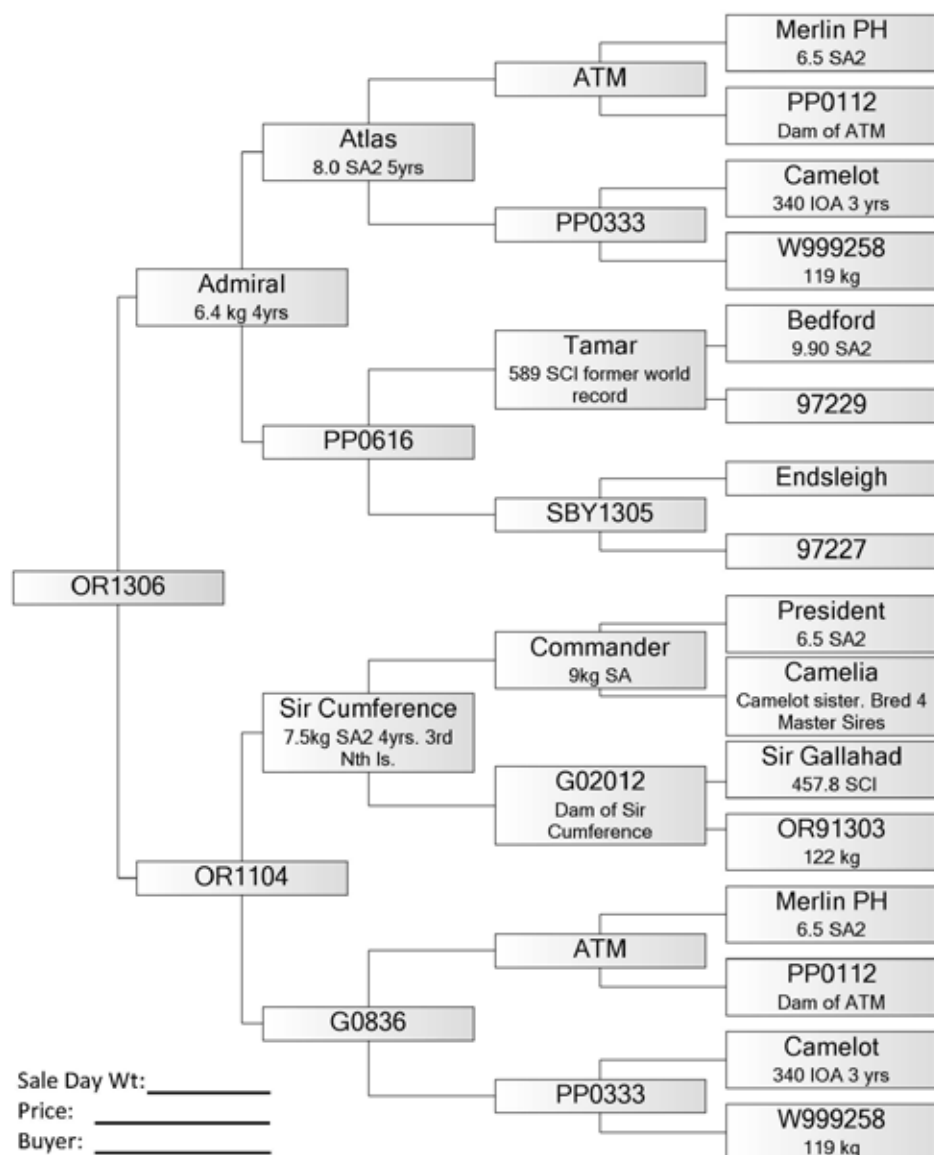 Merlin PH
6.5 SA2
ATM
PP0112
Dam of ATM
Atlas
8.0 SA2 5yrs
Camelot
340 IOA 3 yrs
PP0333
W999258
119 kg
Admiral
6.4 kg 4yrs
Bedford
9.90 SA2
Tamar
589 SCI former world
record
97229
PP0616
Endsleigh
SBY1305
97227
OR1306
President
6.5 SA2
Commander
9kg SA
Camelia
Camelot sister. Bred 4
Master Sires
Sir Cumference
7.5kg SA2 4yrs. 3rd
Nth Is.
Sir Gallahad
457.8 SCI
G02012
Dam of Sir
Cumference
OR91303
122 kg
OR1104
Merlin PH
6.5 SA2
ATM
PP0112
Dam of ATM
G0836
Camelot
340 IOA 3 yrs
PP0333
W999258
119 kg
Sale Day Wt:
Price:
Buyer: